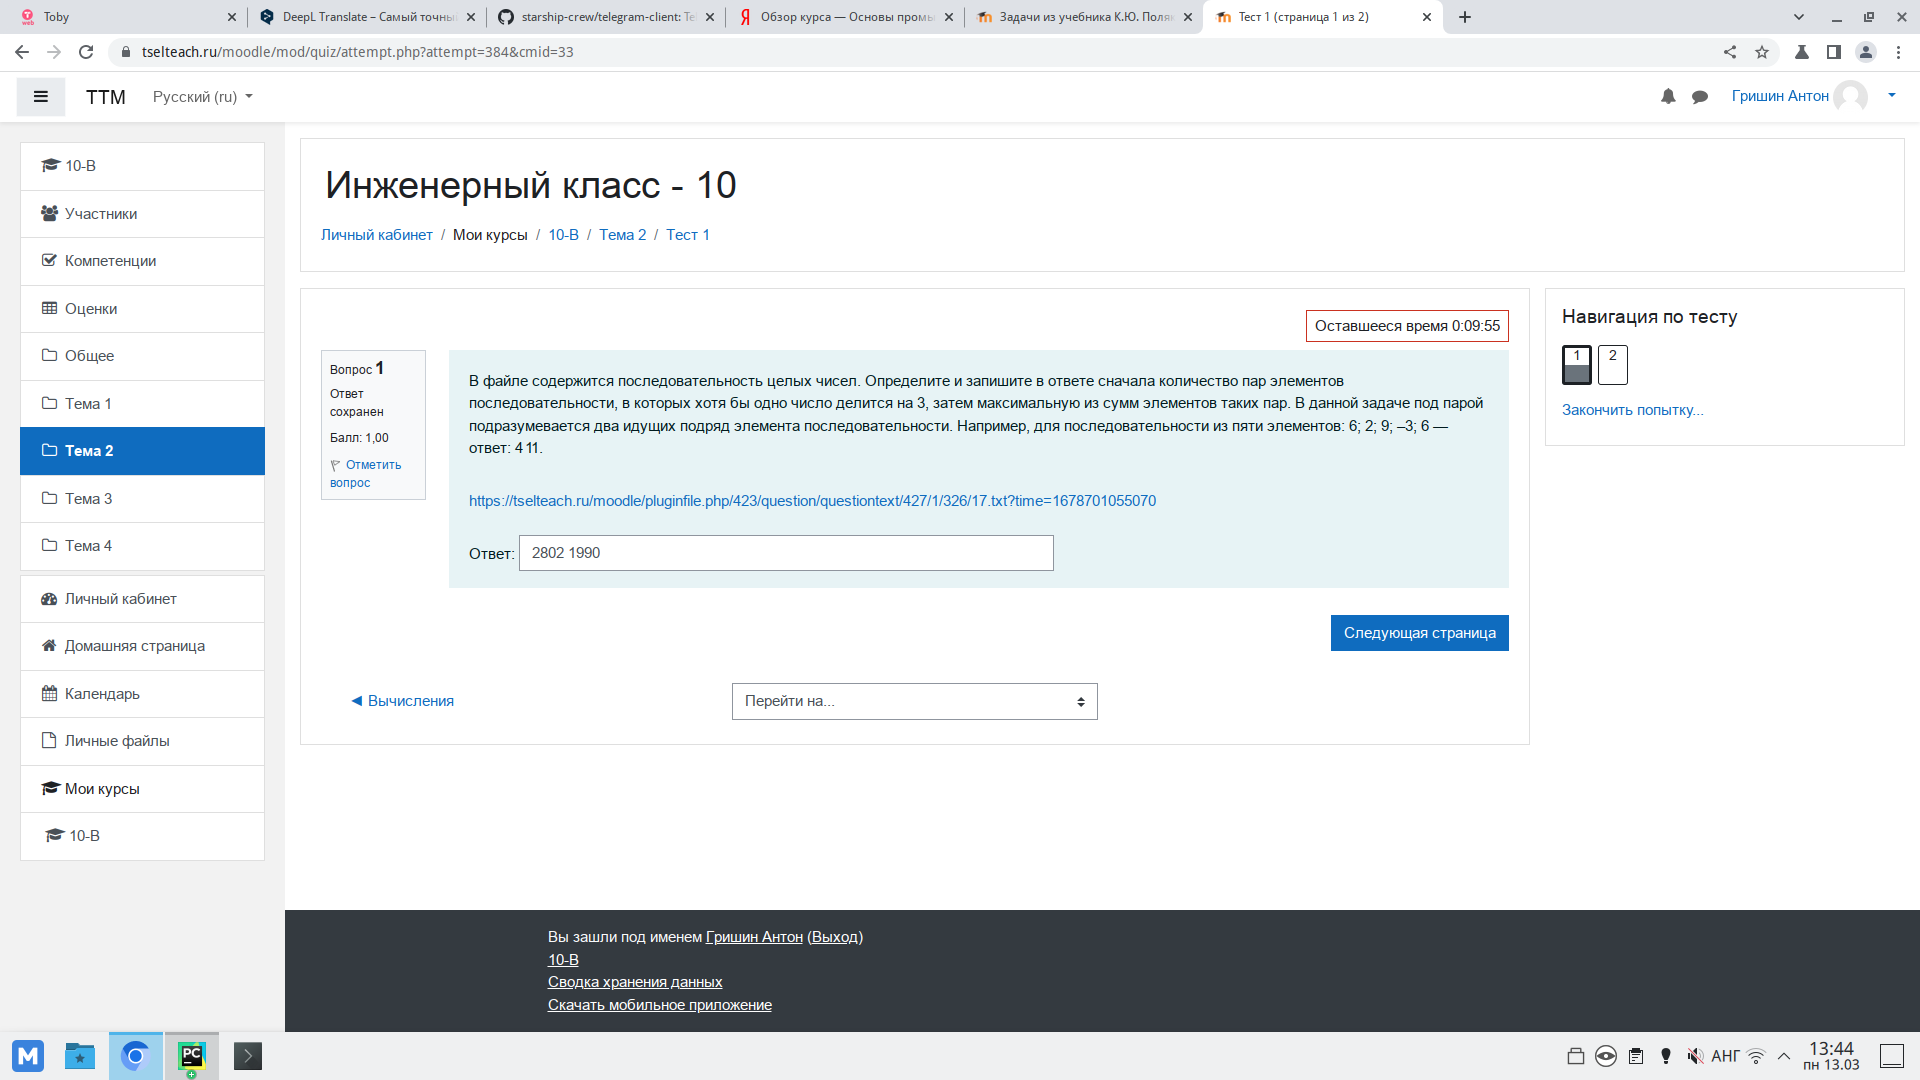 Toby
DeepL Translate – Самый точны
starship-crew/telegram-client: Te
Обзор курса — Основы пром
Задачи из учебника К.Ю. Поля
Тест 1 (страница 1 из 2)
tselteach.ru/moodle/mod/quiz/attempt.php?attempt=384&cmid=33
ТТМ
Русский (ru)
Гришин Антон
10-В
Участники
Компетенции
Оценки
Общее
Тема 1
Тема 2
Тема 3
Тема 4
Личный кабинет
Домашняя страница
Календарь
Личные файлы
Мои курсы
10-В
Инженерный класс - 10
Личный кабинет / Мои курсы / 10-В / Тема 2 / Тест 1
Оставшееся время 0:09:55
Вопрос 1
Ответ
сохранен
Балл: 1,00
Отметить
вопрос
В файле содержится последовательность целых чисел. Определите и запишите в ответе сначала количество пар элементов
последовательности, в которых хотя бы одно число делится на 3, затем максимальную из сумм элементов таких пар. В данной задаче под парой
подразумевается два идущих подряд элемента последовательности. Например, для последовательности из пяти элементов: 6; 2; 9; –3; 6 —
ответ: 4 11.
https://tselteach.ru/moodle/pluginfile.php/423/question/questiontext/427/1/326/17.txt?time=1678701055070
Ответ: 2802 1990
Следующая страница
◄ Вычисления
Перейти на...
Навигация по тесту
1
2
Закончить попытку...
Вы зашли под именем Гришин Антон (Выход)
10-В
Сводка хранения данных
Скачать мобильное приложение
M
PC
АНГ
13:44
пн 13.03